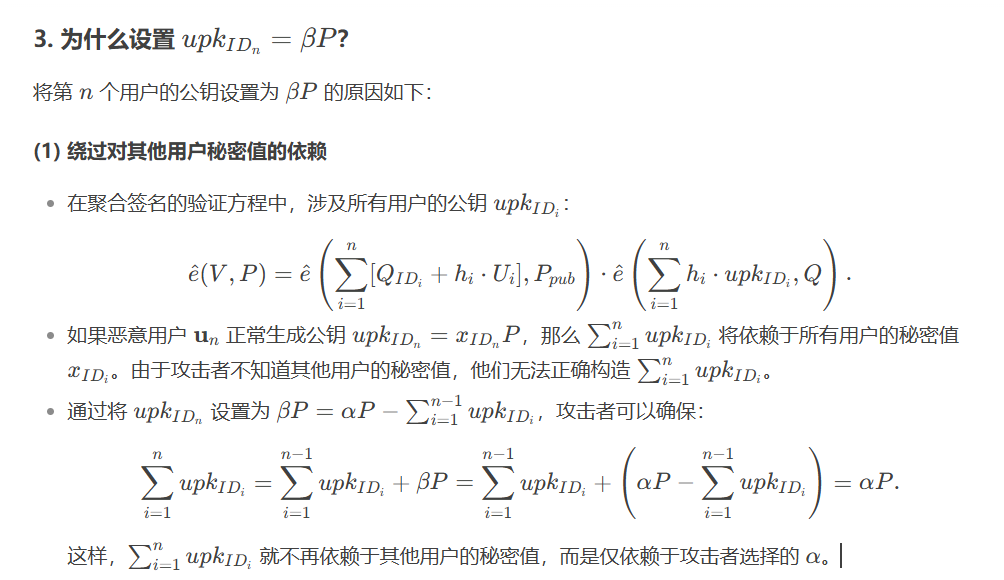 3. 为什么设置 $upk_{ID_n} = \beta P$?
将第 $n$ 个用户的公钥设置为 $\beta P$ 的原因如下：
(1) 绕过对其他用户秘密值的依赖
• 在聚合签名的验证方程中，涉及所有用户的公钥 $upk_{ID_i}$：
$\hat{e}(V, P) = \hat{e}\left(\sum_{i=1}^{n}[Q_{ID_i} + h_i \cdot U_i], P_{pub}\right) \cdot \hat{e}\left(\sum_{i=1}^{n} h_i \cdot upk_{ID_i}, Q\right).$
• 如果恶意用户 $\mathbf{u}_n$ 正常生成公钥 $upk_{ID_n} = x_{ID_n}P$，那么 $\sum_{i=1}^{n} upk_{ID_i}$ 将依赖于所有用户的秘密值
$x_{ID_i}$。由于攻击者不知道其他用户的秘密值，他们无法正确构造 $\sum_{i=1}^{n} upk_{ID_i}$。
• 通过将 $upk_{ID_n}$ 设置为 $\beta P = \alpha P - \sum_{i=1}^{n-1} upk_{ID_i}$，攻击者可以确保：
$\sum_{i=1}^{n} upk_{ID_i} = \sum_{i=1}^{n-1} upk_{ID_i} + \beta P = \sum_{i=1}^{n-1} upk_{ID_i} + \left(\alpha P - \sum_{i=1}^{n-1} upk_{ID_i}\right) = \alpha P.$
这样，$\sum_{i=1}^{n} upk_{ID_i}$ 就不再依赖于其他用户的秘密值，而是仅依赖于攻击者选择的 $\alpha$。